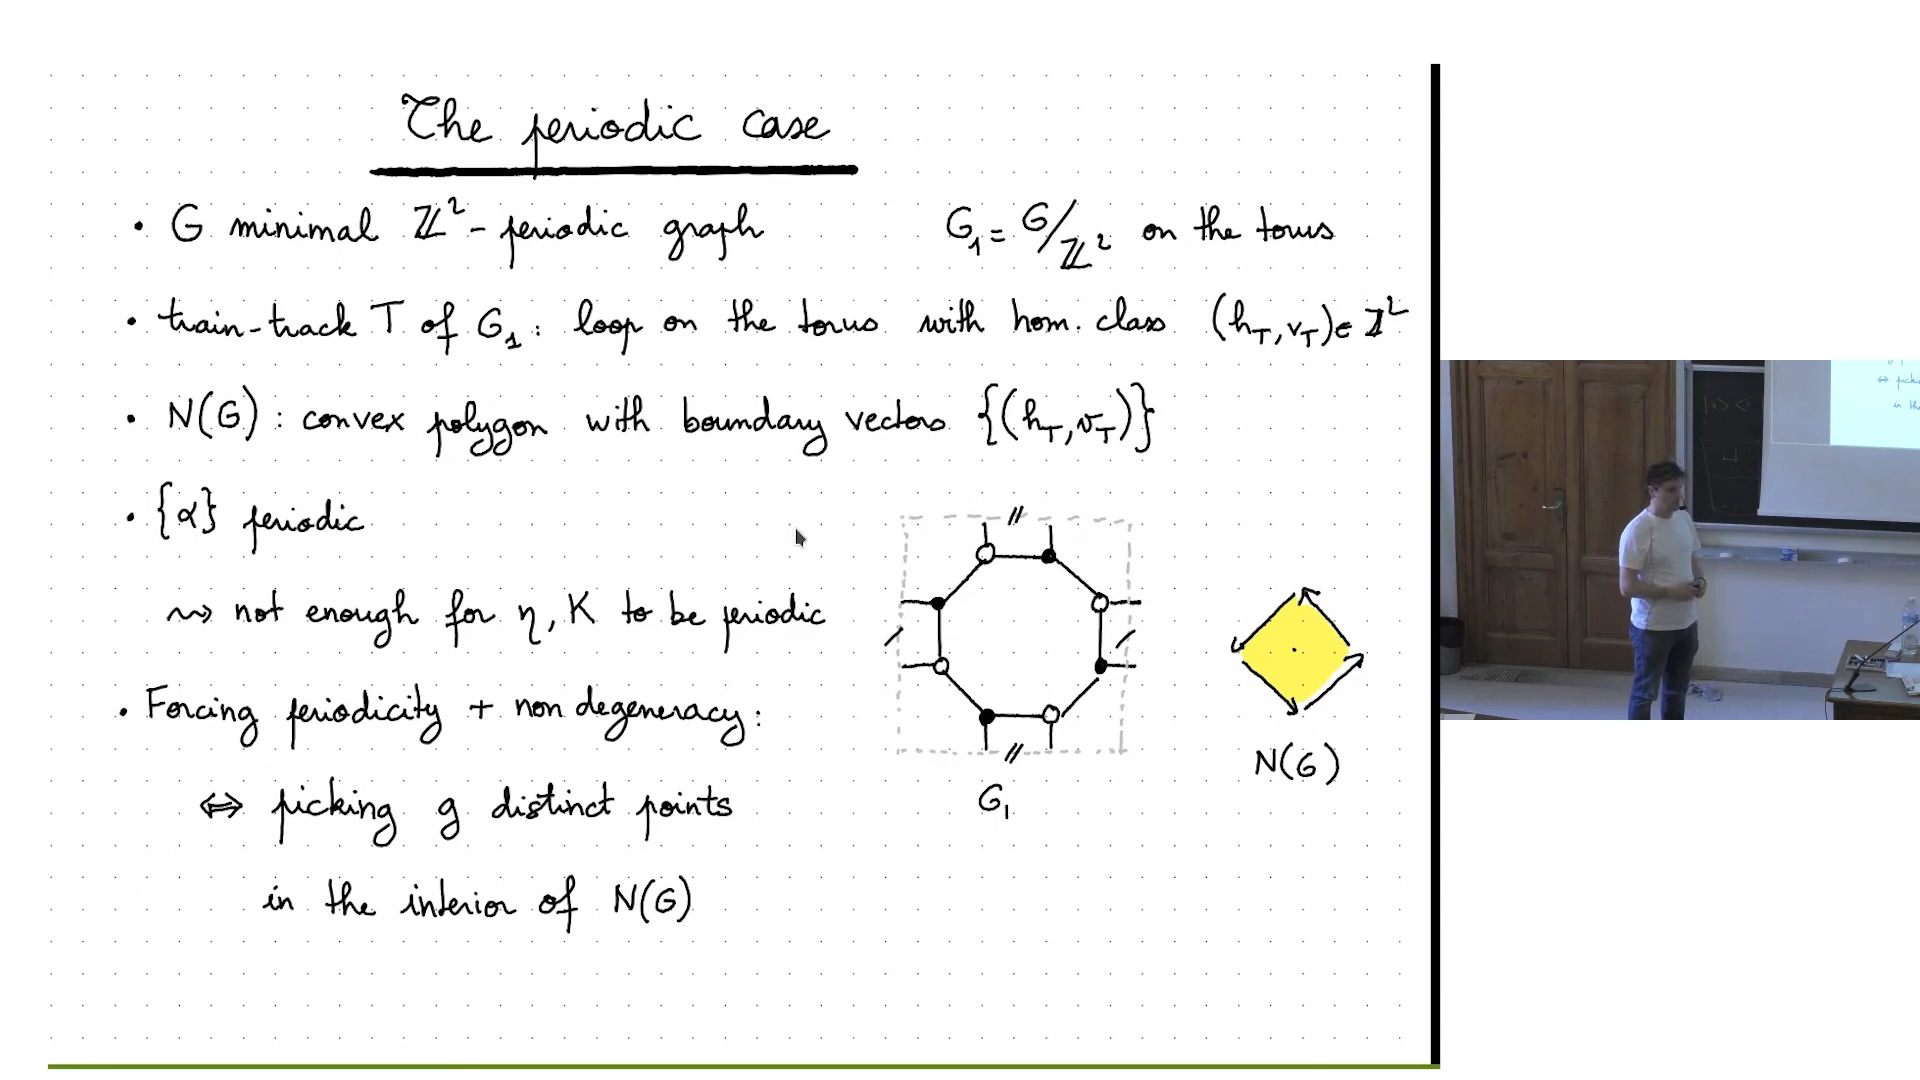 The periodic case
• G minimal ℤ² - periodic graph    G₁ = G/ℤ² on the torus
• train-track T of G₁ : loop on the torus with hom. class (h_T, v_T) ∈ ℤ²
• N(G) : convex polygon with boundary vectors {(h_T, v_T)}
• {α} periodic
⇝ not enough for η, K to be periodic
• Forcing periodicity + non degeneracy :
⇔ picking g distinct points
in the interior of N(G)
G₁
N(G)